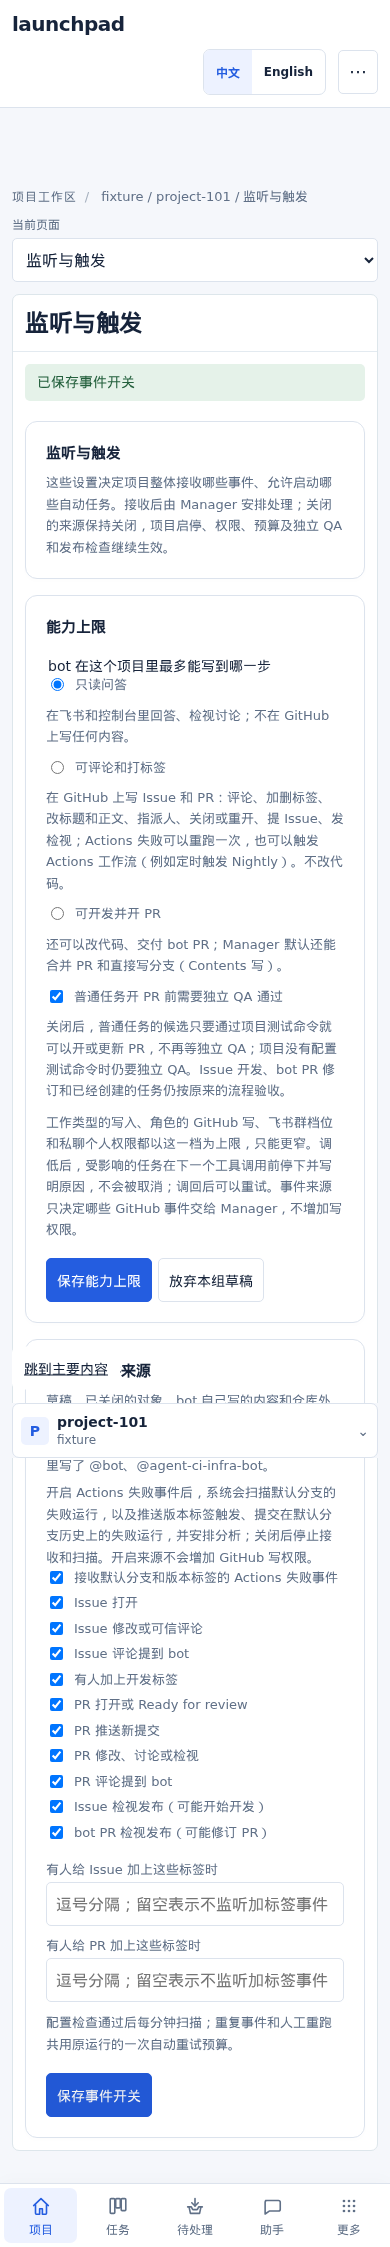 launchpad
中文 English ···
项目工作区 / fixture / project-101 / 监听与触发
当前页面
监听与触发
监听与触发
已保存事件开关
监听与触发
这些设置决定项目整体接收哪些事件、允许启动哪
些自动任务。接收后由 Manager 安排处理；关闭
的来源保持关闭，项目启停、权限、预算及独立 QA
和发布检查继续生效。
能力上限
bot 在这个项目里最多能写到哪一步
只读问答
在飞书和控制台里回答、检视讨论；不在 GitHub
上写任何内容。
可评论和打标签
在 GitHub 上写 Issue 和 PR：评论、加删标签、
改标题和正文、指派人、关闭或重开、提 Issue、发
检视；Actions 失败可以重跑一次，也可以触发
Actions 工作流（例如定时触发 Nightly）。不改代
码。
可开发并开 PR
还可以改代码、交付 bot PR；Manager 默认还能
合并 PR 和直接写分支（Contents 写）。
普通任务开 PR 前需要独立 QA 通过
关闭后，普通任务的候选只要通过项目测试命令就
可以开或更新 PR，不再等独立 QA；项目没有配置
测试命令时仍要独立 QA。Issue 开发、bot PR 修
订和已经创建的任务仍按原来的流程验收。
工作类型的写入、角色的 GitHub 写、飞书群档位
和私聊个人权限都以这一档为上限，只能更窄。调
低后，受影响的任务在下一个工具调用前停下并写
明原因，不会被取消；调回后可以重试。事件来源
只决定哪些 GitHub 事件交给 Manager，不增加写
权限。
保存能力上限 放弃本组草稿
跳到主要内容 来源
草稿、已关闭的对象、bot 自己写的内容和仓库外
P project-101
fixture
里写了 @bot、@agent-ci-infra-bot。
开启 Actions 失败事件后，系统会扫描默认分支的
失败运行，以及推送版本标签触发、提交在默认分
支历史上的失败运行，并安排分析；关闭后停止接
收和扫描。开启来源不会增加 GitHub 写权限。
接收默认分支和版本标签的 Actions 失败事件
Issue 打开
Issue 修改或可信评论
Issue 评论提到 bot
有人加上开发标签
PR 打开或 Ready for review
PR 推送新提交
PR 修改、讨论或检视
PR 评论提到 bot
Issue 检视发布（可能开始开发）
bot PR 检视发布（可能修订 PR）
有人给 Issue 加上这些标签时
逗号分隔；留空表示不监听加标签事件
有人给 PR 加上这些标签时
逗号分隔；留空表示不监听加标签事件
配置检查通过后每分钟扫描；重复事件和人工重跑
共用原运行的一次自动重试预算。
保存事件开关
项目 任务 待处理 助手 更多